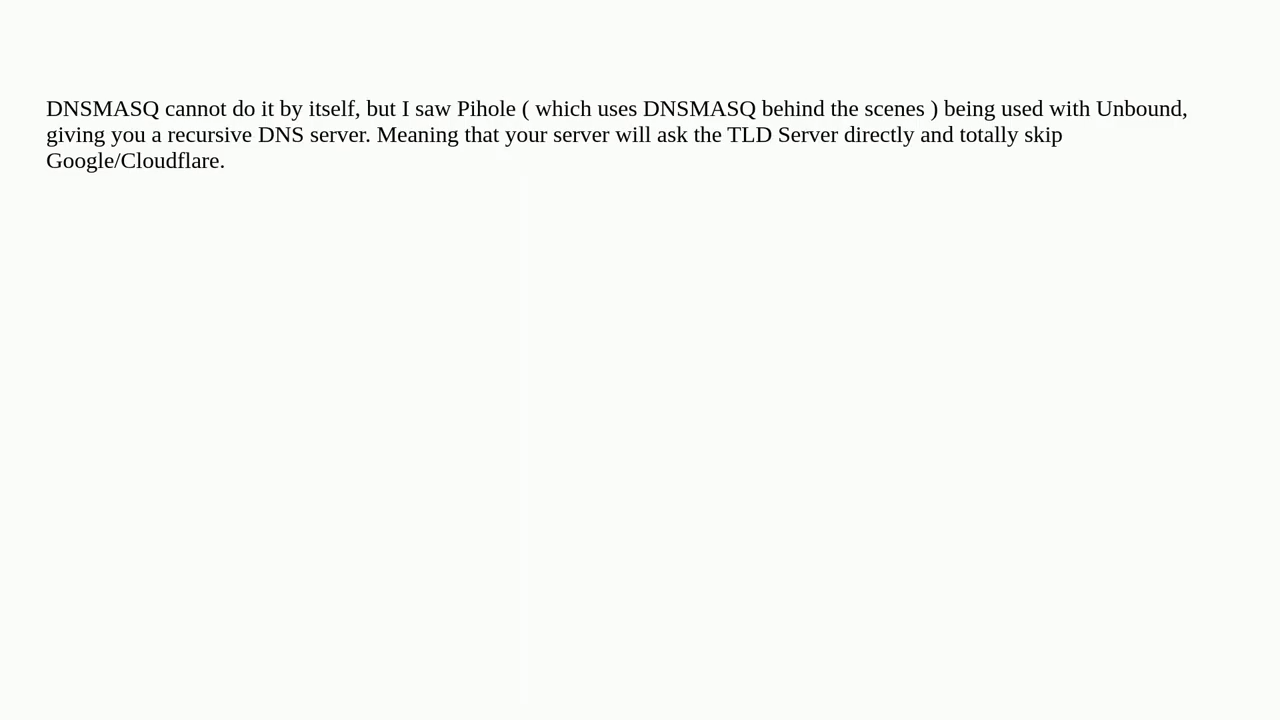 DNSMASQ cannot do it by itself, but I saw Pihole ( which uses DNSMASQ behind the scenes ) being used with Unbound,
giving you a recursive DNS server. Meaning that your server will ask the TLD Server directly and totally skip
Google/Cloudflare.